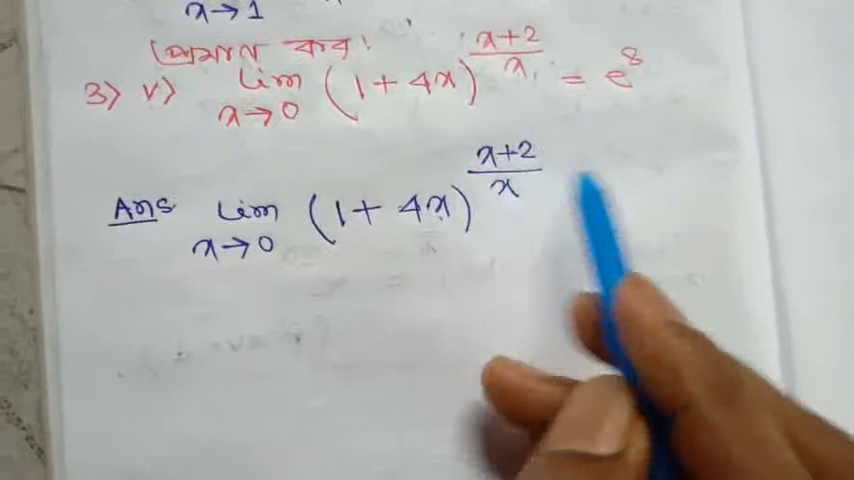 x→1
প্রমাণ কর
3) v) lim (1+4x)^(x+2)/x = e^8
x→0
Ans lim (1+4x)^(x+2)/x
x→0